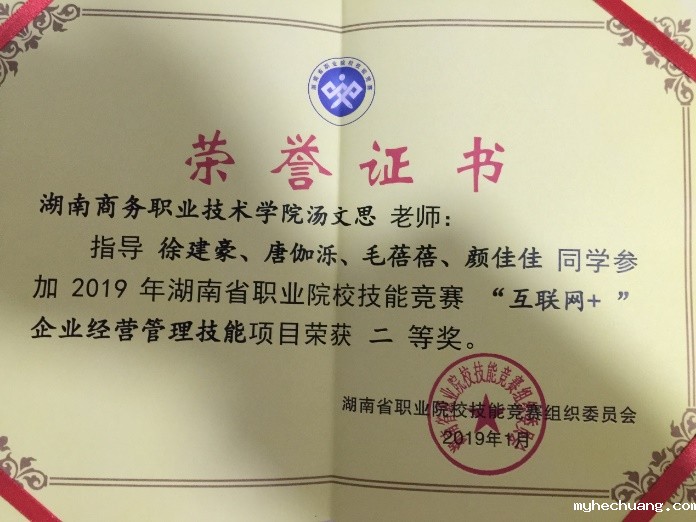 荣誉证书
湖南商务职业技术学院汤文思 老师：
指导 徐建豪、唐伽泺、毛蓓蓓、颜佳佳 同学参
加 2019 年湖南省职业院校技能竞赛 “互联网+ ”
企业经营管理技能项目荣获 二 等奖。
湖南省职业院校技能竞赛组织委员会
2019年1月
myhechuang.com